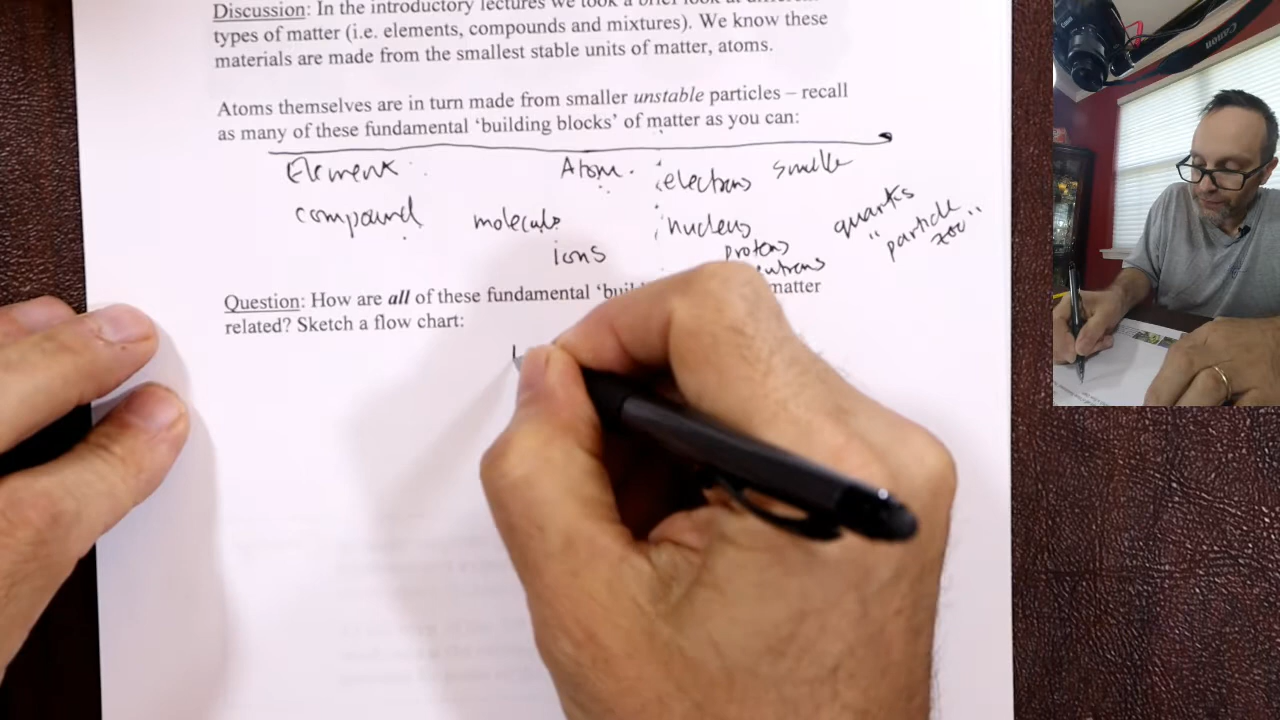 Discussion: In the introductory lectures we took a brief look at
types of matter (i.e. elements, compounds and mixtures). We know these
materials are made from the smallest stable units of matter, atoms.
Atoms themselves are in turn made from smaller unstable particles – recall
as many of these fundamental ‘building blocks’ of matter as you can:
Element Atom. electrons smaller
compound molecule nucleus quarks
"particle zoo"
ions protons
neutrons
Question: How are all of these fundamental matter
related? Sketch a flow chart:
Canon